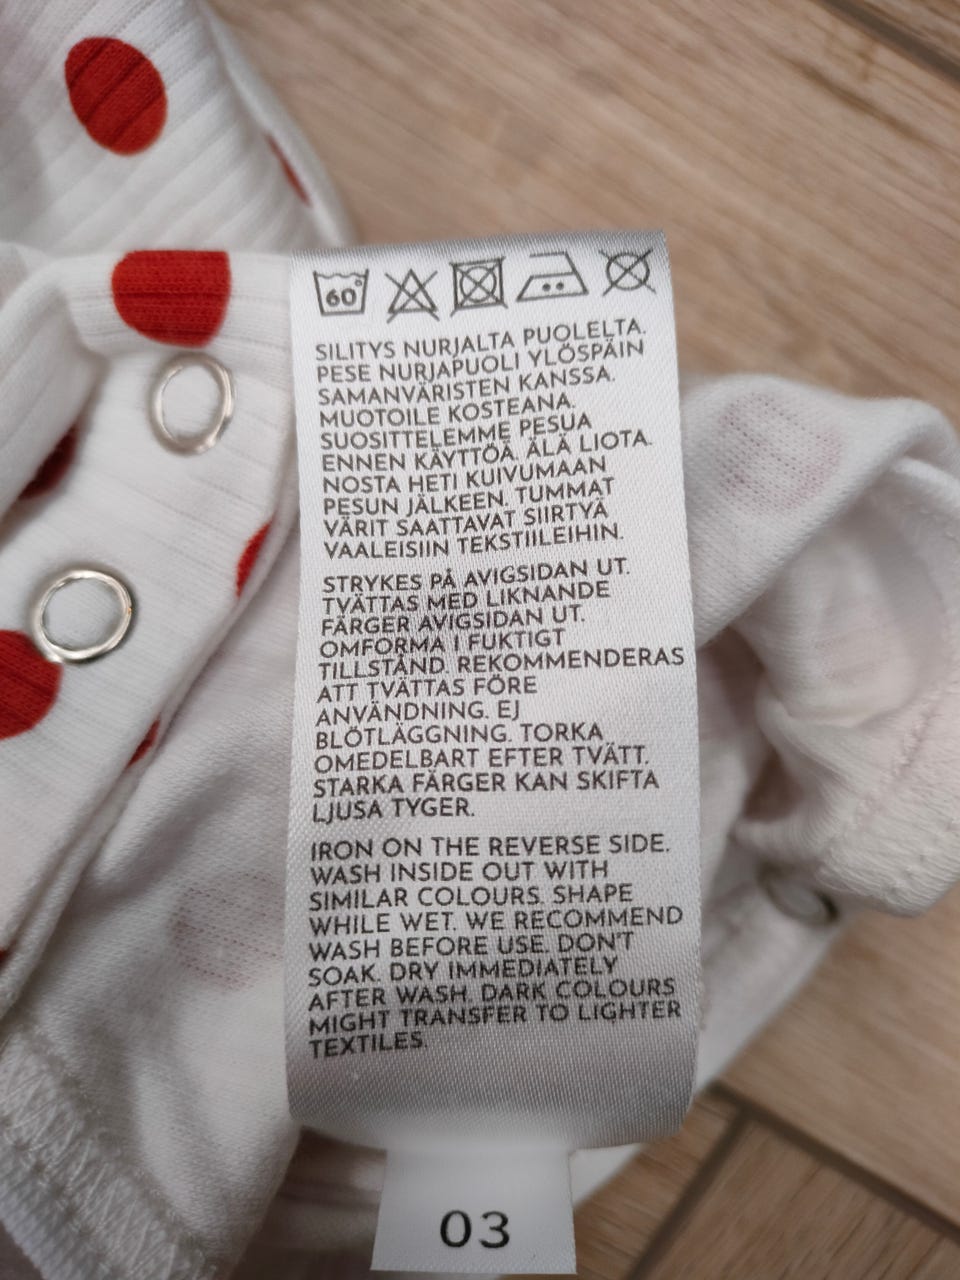 60°
SILITYS NURJALTA PUOLELTA.
PESE NURJAPUOLI YLÖSPÄIN
SAMANVÄRISTEN KANSSA.
MUOTOILE KOSTEANA.
SUOSITTELEMME PESUA
ENNEN KÄYTTÖÄ. ÄLÄ LIOTA.
NOSTA HETI KUIVUMAAN
PESUN JÄLKEEN. TUMMAT
VÄRIT SAATTAVAT SIIRTYÄ
VAALEISIIN TEKSTIILEIHIN.
STRYKES PÅ AVIGSIDAN UT.
TVÄTTAS MED LIKNANDE
FÄRGER AVIGSIDAN UT.
OMFORMA I FUKTIGT
TILLSTÅND. REKOMMENDERAS
ATT TVÄTTAS FÖRE
ANVÄNDNING. EJ
BLÖTLÄGGNING. TORKA
OMEDELBART EFTER TVÄTT.
STARKA FÄRGER KAN SKIFTA
LJUSA TYGER.
IRON ON THE REVERSE SIDE.
WASH INSIDE OUT WITH
SIMILAR COLOURS. SHAPE
WHILE WET. WE RECOMMEND
WASH BEFORE USE. DON'T
SOAK. DRY IMMEDIATELY
AFTER WASH. DARK COLOURS
MIGHT TRANSFER TO LIGHTER
TEXTILES.
03